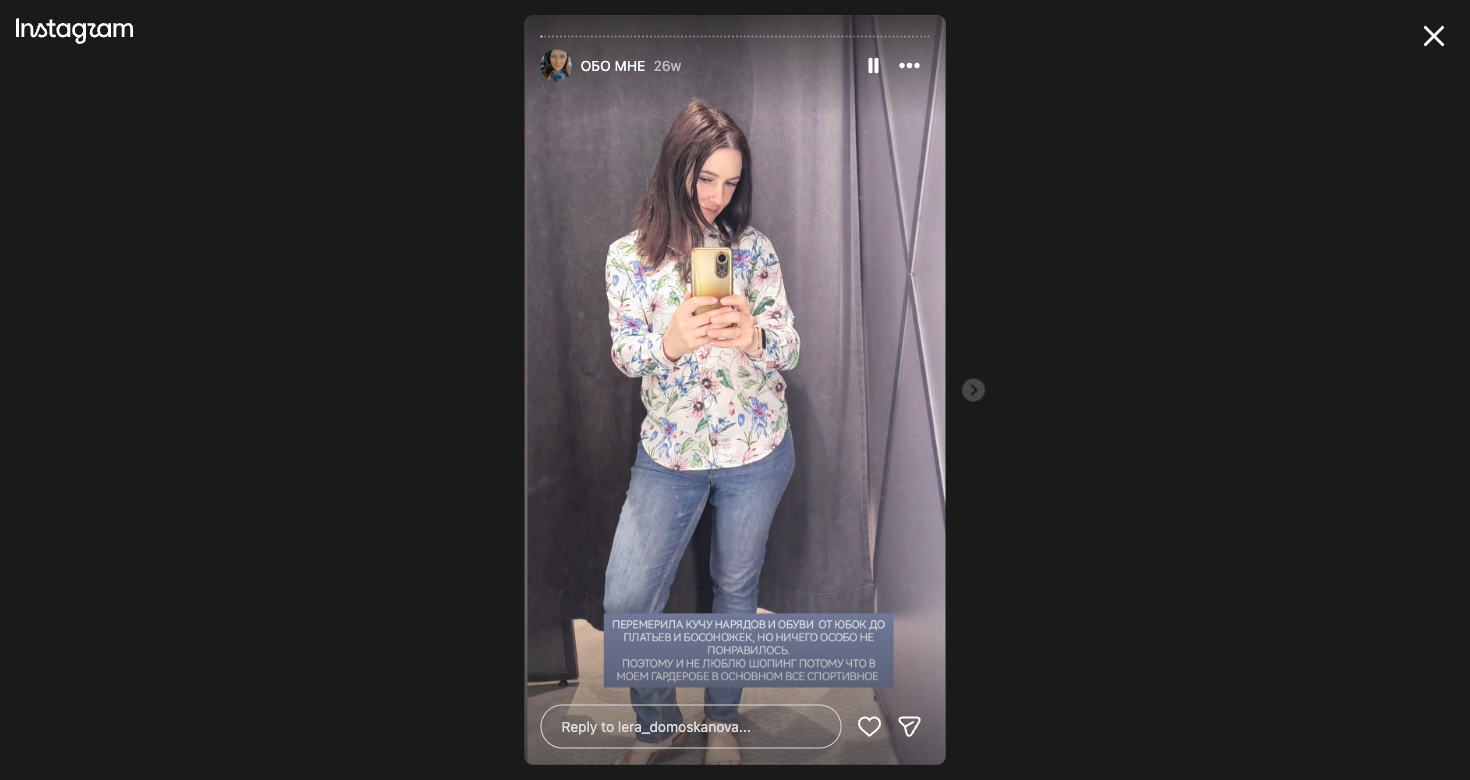 Instagram
ОБО МНЕ 26w
ПЕРЕМЕРИЛА КУЧУ НАРЯДОВ И ОБУВИ ОТ ЮБОК ДО
ПЛАТЬЕВ И БОСОНОЖЕК, НО НИЧЕГО ОСОБО НЕ
ПОНРАВИЛОСЬ.
ПОЭТОМУ И НЕ ЛЮБЛЮ ШОПИНГ ПОТОМУ ЧТО В
МОЕМ ГАРДЕРОБЕ В ОСНОВНОМ ВСЕ СПОРТИВНОЕ
Reply to lera_domoskanova...